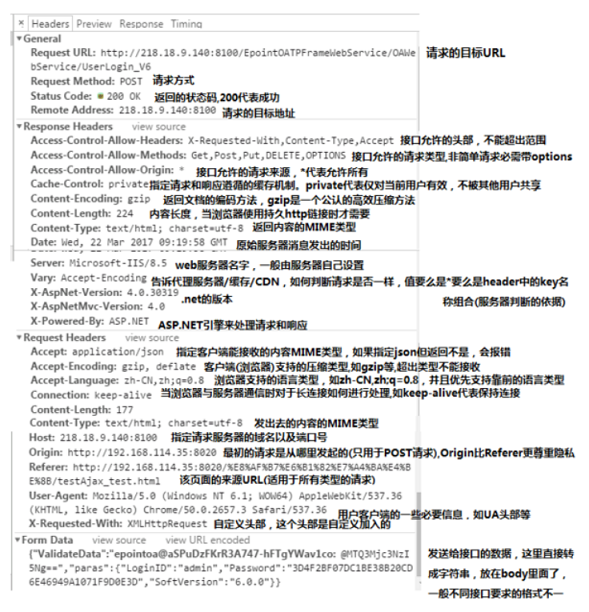 × Headers Preview Response Timing
▼General
Request URL: http://218.18.9.140:8100/EpointOATPFrameWebService/OAWe 请求的目标URL
bService/UserLogin_V6
Request Method: POST 请求方式
Status Code: 200 OK 返回的状态码,200代表成功
Remote Address: 218.18.9.140:8100 请求的目标地址
▼Response Headers view source
Access-Control-Allow-Headers: X-Requested-With,Content-Type,Accept 接口允许的头部，不能超出范围
Access-Control-Allow-Methods: Get,Post,Put,DELETE,OPTIONS 接口允许的请求类型,非简单请求必需带options
Access-Control-Allow-Origin: * 接口允许的请求来源，*代表允许所有
Cache-Control: private 指定请求和响应遵循的缓存机制。private代表仅对当前用户有效，不被其他用户共享
Content-Encoding: gzip 返回文档的编码方法，gzip是一个公认的高效压缩方法
Content-Length: 224 内容长度，当浏览器使用持久http链接时才需要
Content-Type: text/html; charset=utf-8 返回内容的MIME类型
Date: Wed, 22 Mar 2017 09:19:58 GMT 原始服务器消息发出的时间
Server: Microsoft-IIS/8.5 web服务器名字，一般由服务器自己设置
Vary: Accept-Encoding 告诉代理服务器/缓存/CDN，如何判断请求是否一样，值要么是*要么是header中的key名
X-AspNet-Version: 4.0.30319 .net的版本 称组合(服务器判断的依据)
X-AspNetMvc-Version: 4.0
X-Powered-By: ASP.NET ASP.NET引擎来处理请求和响应
▼Request Headers view source
Accept: application/json 指定客户端能接收的内容MIME类型，如果指定json但返回不是，会报错
Accept-Encoding: gzip, deflate 客户端(浏览器)支持的压缩类型,如gzip等,超出类型不能接收
Accept-Language: zh-CN,zh;q=0.8 浏览器支持的语言类型，如zh-CN,zh;q=0.8，并且优先支持靠前的语言类型
Connection: keep-alive 当浏览器与服务器通信时对于长连接如何进行处理,如keep-alive代表保持连接
Content-Length: 177
Content-Type: text/html; charset=utf-8 发出去的内容的MIME类型
Host: 218.18.9.140:8100 指定请求服务器的域名以及端口号
Origin: http://192.168.114.35:8020 最初的请求是从哪里发起的(只用于POST请求),Origin比Referer更尊重隐私
Referer: http://192.168.114.35:8020/%E8%AF%B7%E6%B1%82%E7%A4%BA%E4%B
E%8B/testAjax_test.html 该页面的来源URL(适用于所有类型的请求)
User-Agent: Mozilla/5.0 (Windows NT 6.1; WOW64) AppleWebKit/537.36
(KHTML, like Gecko) Chrome/50.0.2657.3 Safari/537.36 用户客户端的一些必要信息，如UA头部等
X-Requested-With: XMLHttpRequest 自定义头部，这个头部是自定义加入的
▼Form Data view source view URL encoded
{"ValidateData":"epointoa@aSPuDzFKrR3A747-hFTgYWav1co: @MTQ3Mjc3NzI 发送给接口的数据，这里直接转
5Ng==","paras":{"LoginID":"admin","Password":"3D4F2BF07DC1BE38B20CD 成字符串，放在body里面了，
6E46949A1071F9D0E3D","SoftVersion":"6.0.0"}} 一般不同接口要求的格式不一